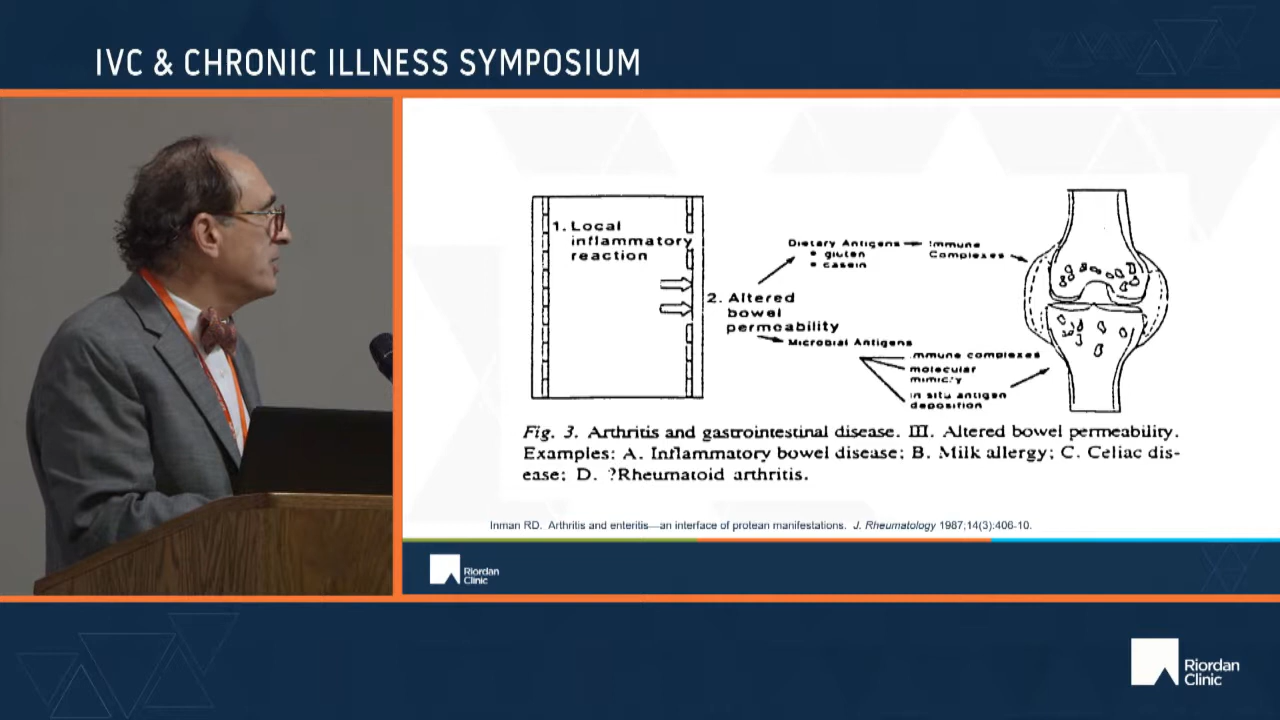 IVC & CHRONIC ILLNESS SYMPOSIUM
1. Local
inflammatory
reaction
2. Altered
bowel
permeability
Dietary Antigens
• gluten
• casein
Immune
Complexes
Microbial Antigens
immune complexes
molecular
mimicry
in situ antigen
deposition
Fig. 3. Arthritis and gastrointestinal disease. III. Altered bowel permeability.
Examples: A. Inflammatory bowel disease; B. Milk allergy; C. Celiac dis-
ease; D. ?Rheumatoid arthritis.
Inman RD. Arthritis and enteritis—an interface of protean manifestations. J. Rheumatology 1987;14(3):406-10.
Riordan
Clinic
Riordan
Clinic